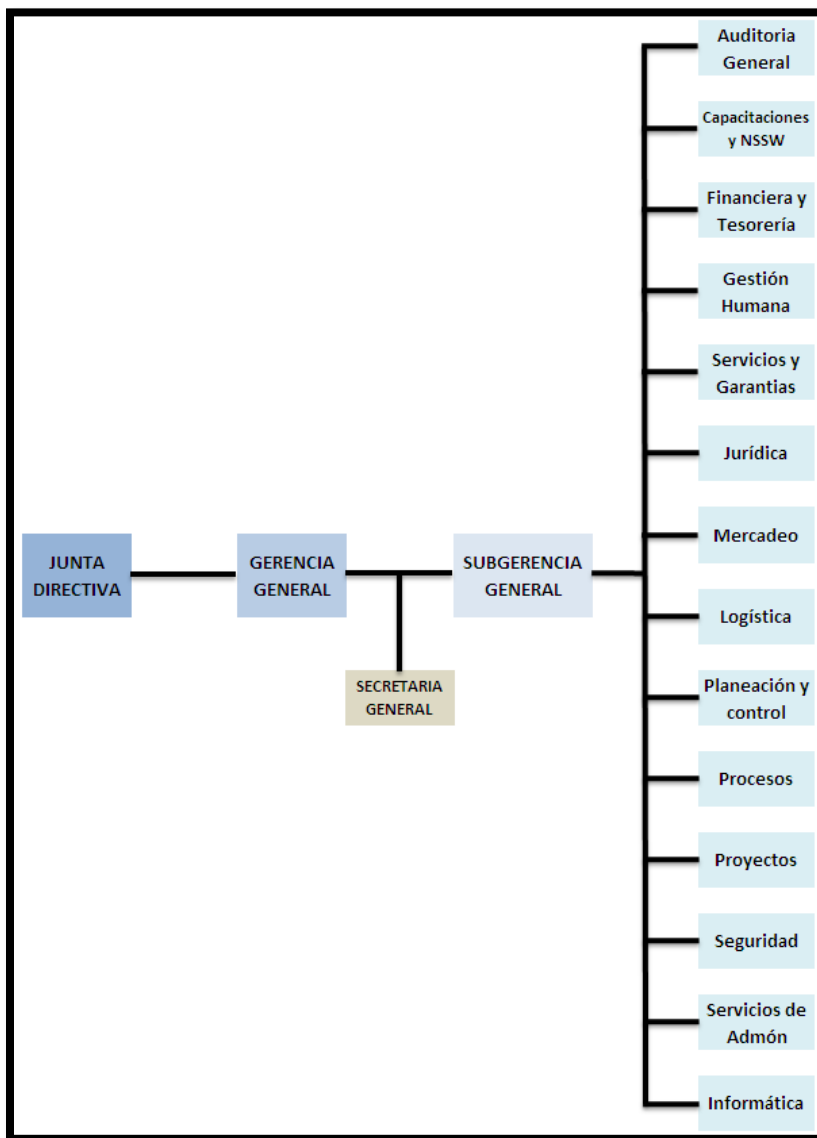 JUNTA
DIRECTIVA
GERENCIA
GENERAL
SECRETARIA
GENERAL
SUBGERENCIA
GENERAL
Auditoria
General
Capacitaciones
y NSSW
Financiera y
Tesorería
Gestión
Humana
Servicios y
Garantias
Jurídica
Mercadeo
Logística
Planeación y
control
Procesos
Proyectos
Seguridad
Servicios de
Admón
Informática